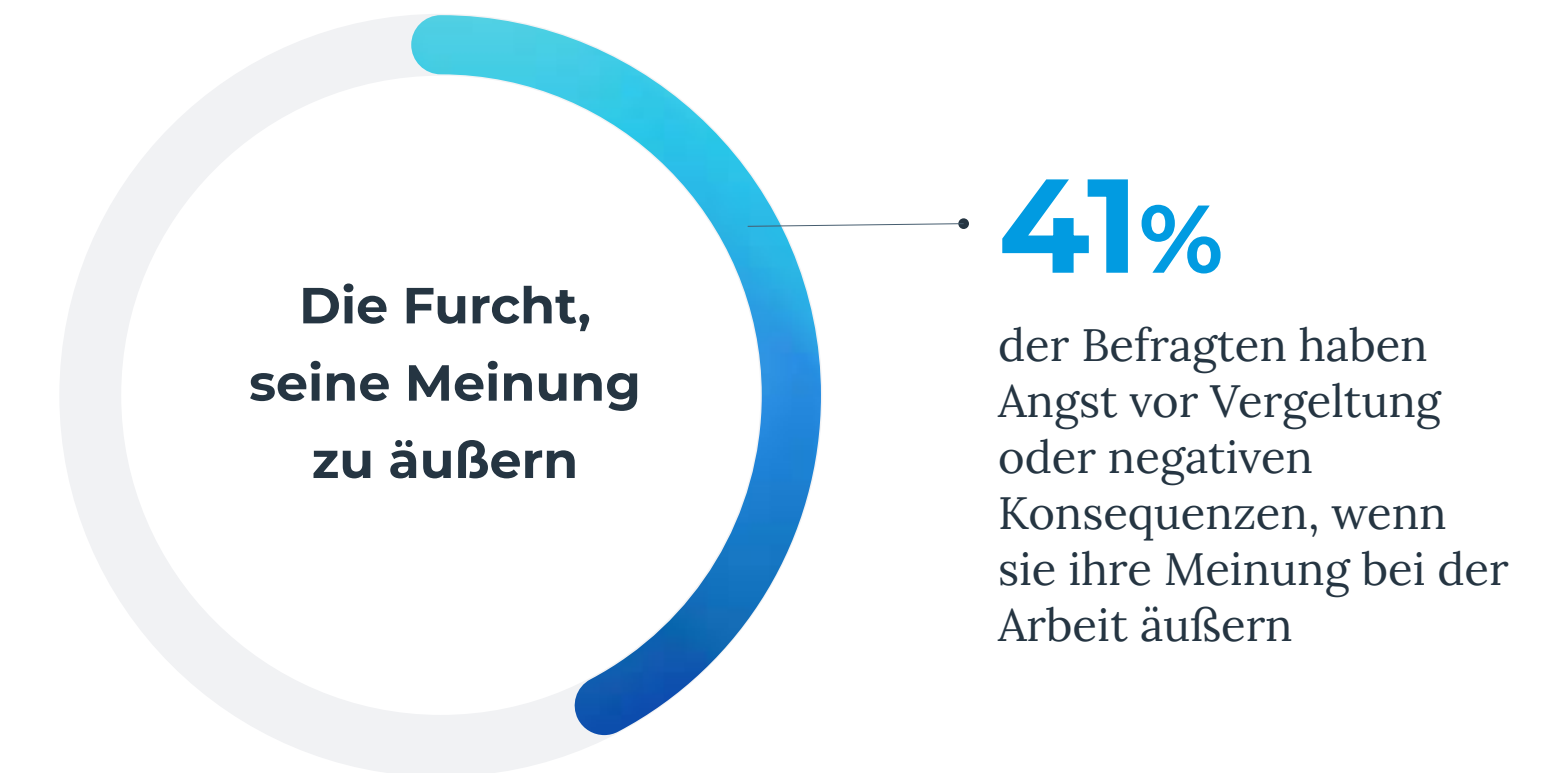 Die Furcht,
seine Meinung
zu äußern
41%
der Befragten haben
Angst vor Vergeltung
oder negativen
Konsequenzen, wenn
sie ihre Meinung bei der
Arbeit äußern